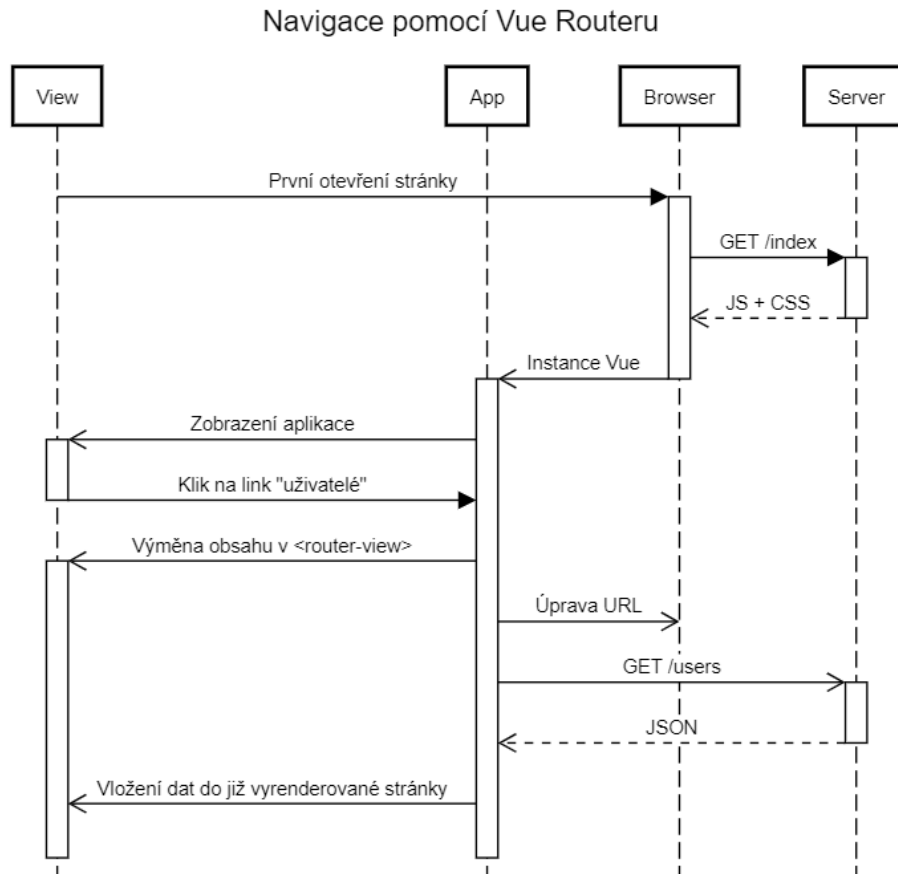 Navigace pomocí Vue Routeru
View
App
Browser
Server
První otevření stránky
GET /index
JS + CSS
Instance Vue
Zobrazení aplikace
Klik na link "uživatelé"
Výměna obsahu v <router-view>
Úprava URL
GET /users
JSON
Vložení dat do již vyrenderované stránky